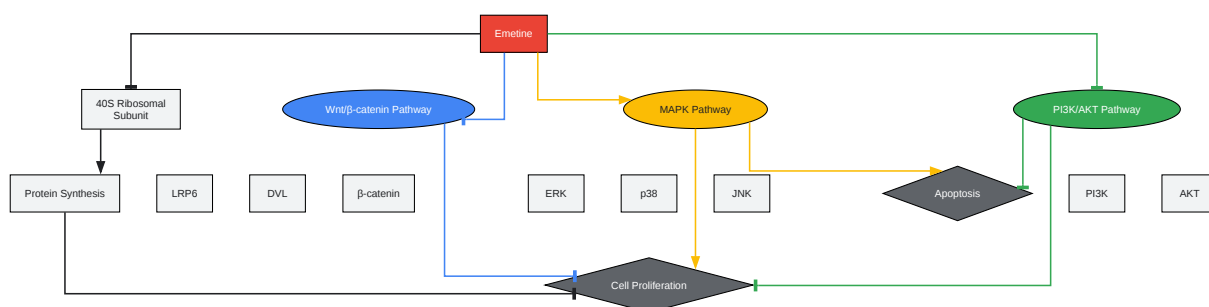 Emetine
40S Ribosomal
Subunit
Wnt/β-catenin Pathway
MAPK Pathway
PI3K/AKT Pathway
Protein Synthesis
LRP6
DVL
β-catenin
ERK
p38
JNK
Apoptosis
PI3K
AKT
Cell Proliferation